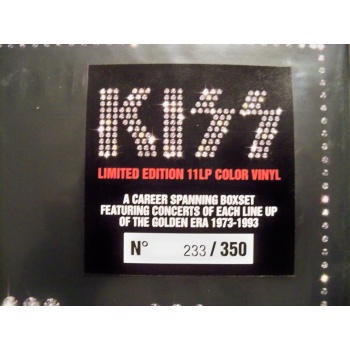 KISS
LIMITED EDITION 11LP COLOR VINYL
A CAREER SPANNING BOXSET
FEATURING CONCERTS OF EACH LINE UP
OF THE GOLDEN ERA 1973-1993
N° 233 / 350